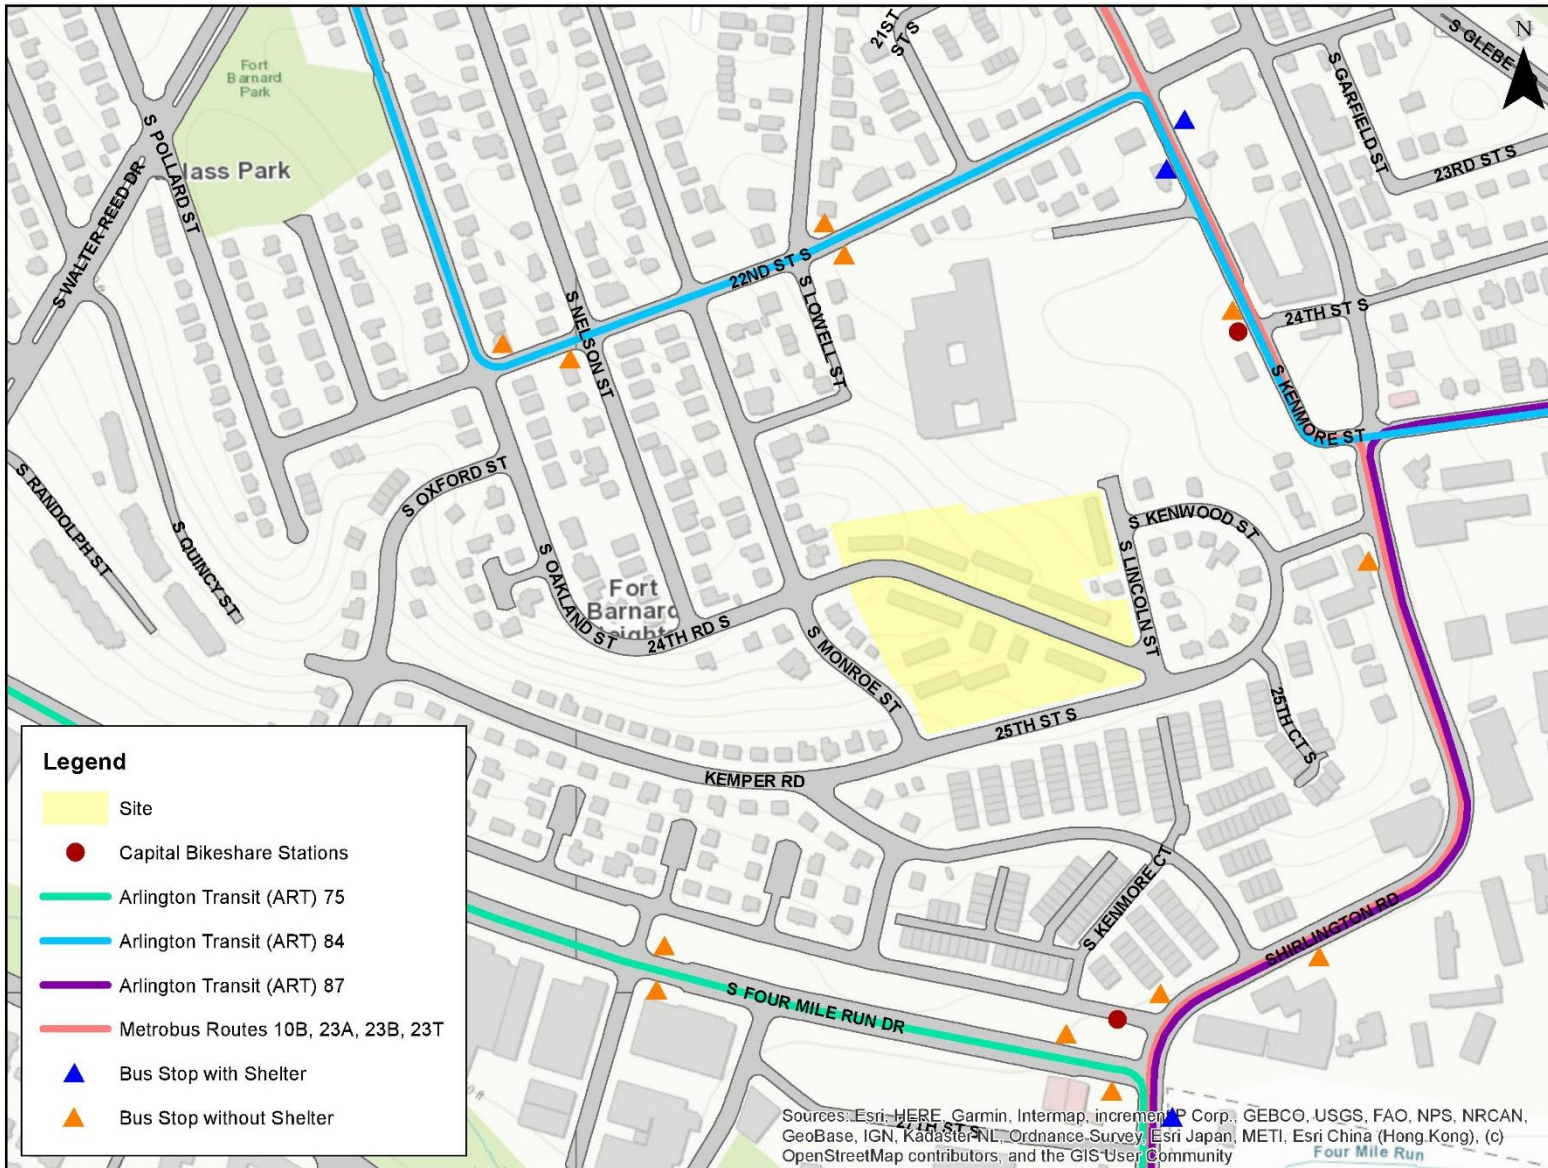 Fort
Barnard
Park
lass Park
21ST
ST S
S GLEBE
N
S GARFIELD ST
23RD ST S
S POLLARD ST
S WALTER REED DR
22ND ST S
S LOWELL ST
S NELSON ST
24TH ST S
S KENMORE ST
S OXFORD ST
S RANDOLPH ST
S QUINCY ST
S OAKLAND ST
Fort
Barnard
24TH RD S
S MONROE ST
S KENWOOD ST
S LINCOLN ST
25TH ST S
25TH CT S
KEMPER RD
S KENMORE CT
SHIRLINGTON RD
S FOUR MILE RUN DR
27TH ST S
Four Mile Run
Legend
Site
Capital Bikeshare Stations
Arlington Transit (ART) 75
Arlington Transit (ART) 84
Arlington Transit (ART) 87
Metrobus Routes 10B, 23A, 23B, 23T
Bus Stop with Shelter
Bus Stop without Shelter
Sources: Esri, HERE, Garmin, Intermap, increment P Corp., GEBCO, USGS, FAO, NPS, NRCAN,
GeoBase, IGN, Kadaster NL, Ordnance Survey, Esri Japan, METI, Esri China (Hong Kong), (c)
OpenStreetMap contributors, and the GIS User Community